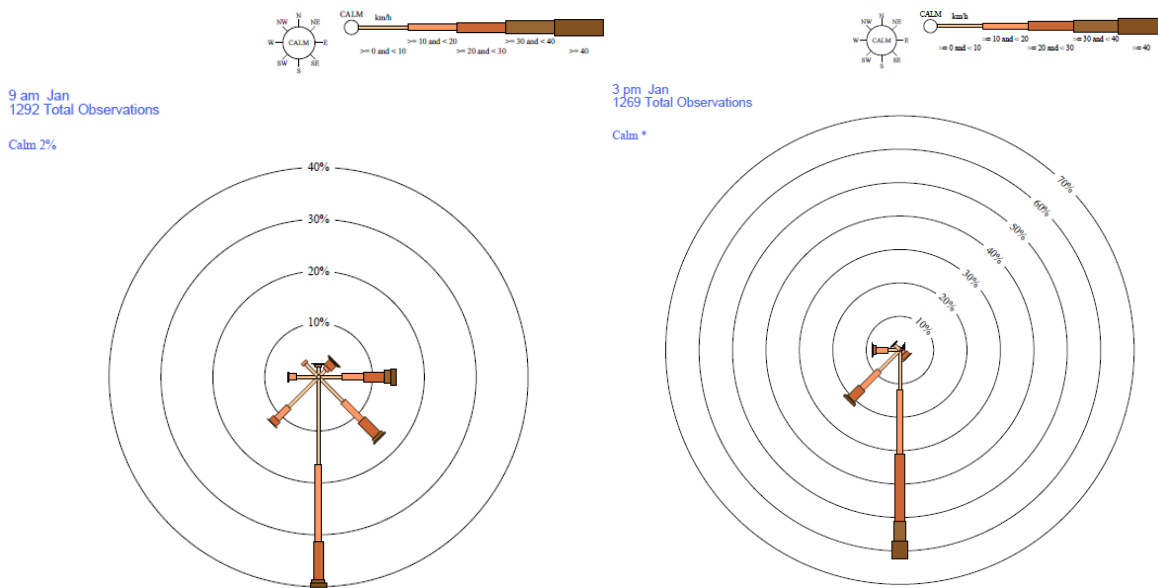 CALM km/h
N
NW NE
W CALM E
SW SE
S
>= 10 and < 20 >= 30 and < 40
>= 0 and < 10 >= 20 and < 30 >= 40
9 am Jan
1292 Total Observations
Calm 2%
40%
30%
20%
10%
CALM km/h
N
NW NE
W CALM E
SW SE
S
>= 10 and < 20 >= 30 and < 40
>= 0 and < 10 >= 20 and < 30 >= 40
3 pm Jan
1269 Total Observations
Calm *
70%
60%
50%
40%
30%
20%
10%